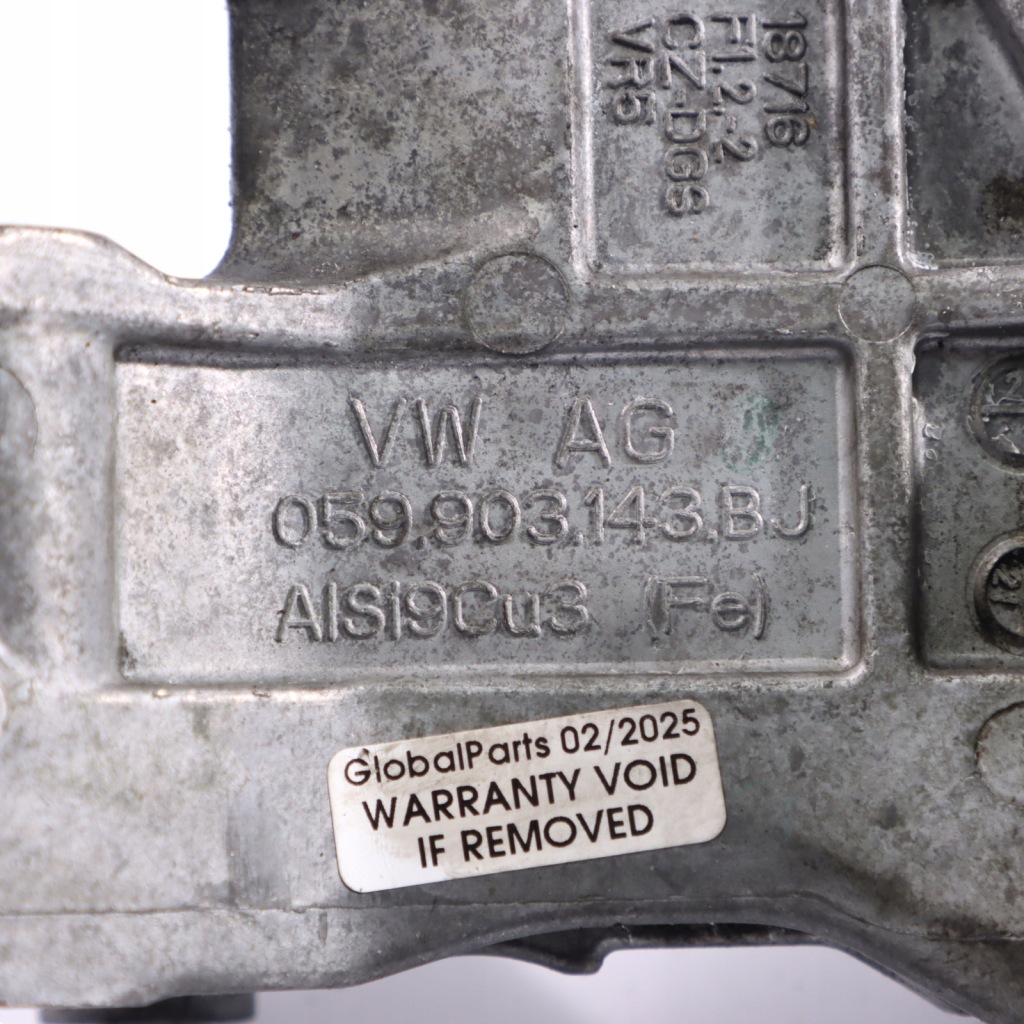 18716
F1.2"-2
CZ-DGS
VR5
VW AG
059.903.143.BJ
AlSi9Cu3 (Fe)
GlobalParts 02/2025
WARRANTY VOID
IF REMOVED
21